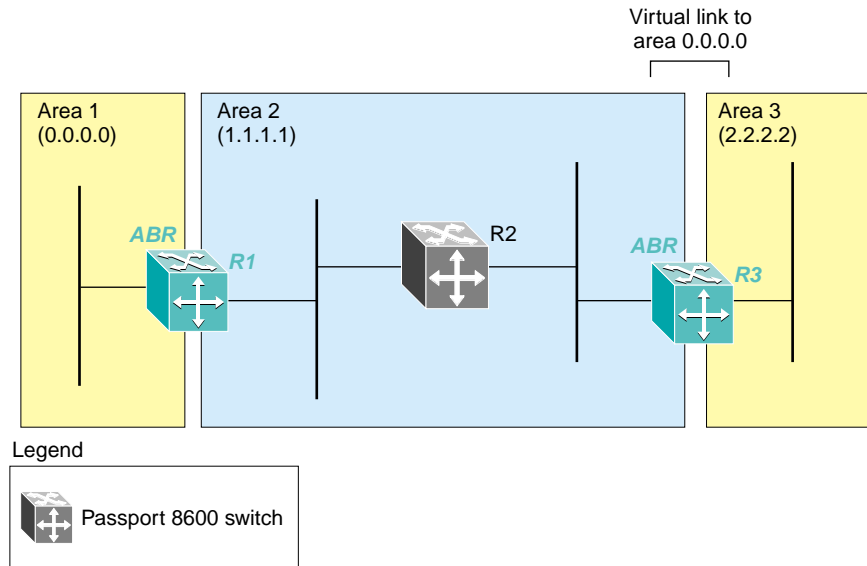 Virtual link to
area 0.0.0.0
Area 1
(0.0.0.0)
Area 2
(1.1.1.1)
Area 3
(2.2.2.2)
ABR
R1
R2
ABR
R3
Legend
Passport 8600 switch